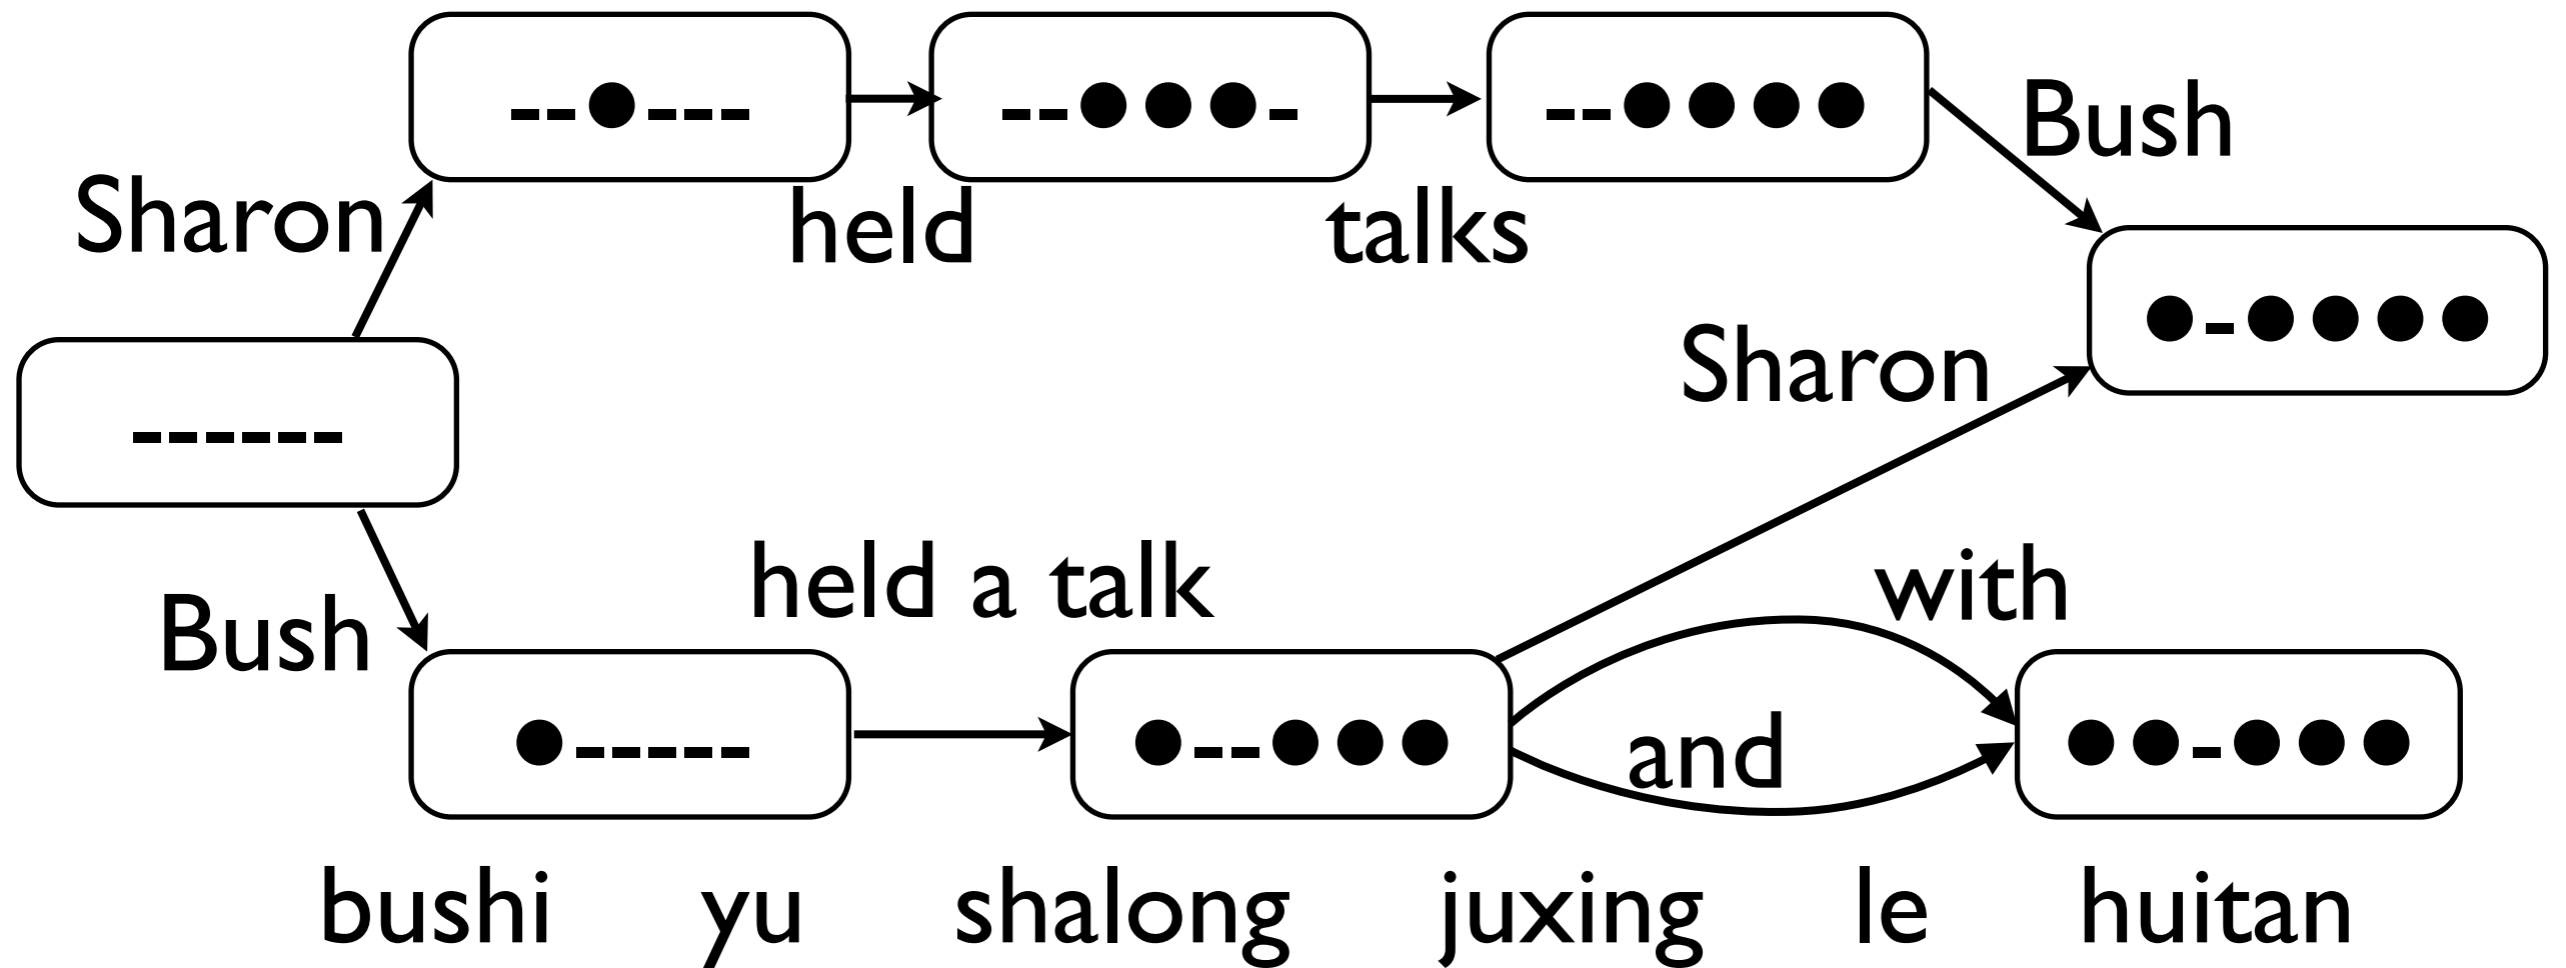 --●---
--●●●-
--●●●●
Bush
Sharon
held
talks
●-●●●●
Sharon
------
held a talk
with
Bush
●-----
●--●●●
and
●●-●●●
bushi yu shalong juxing le huitan